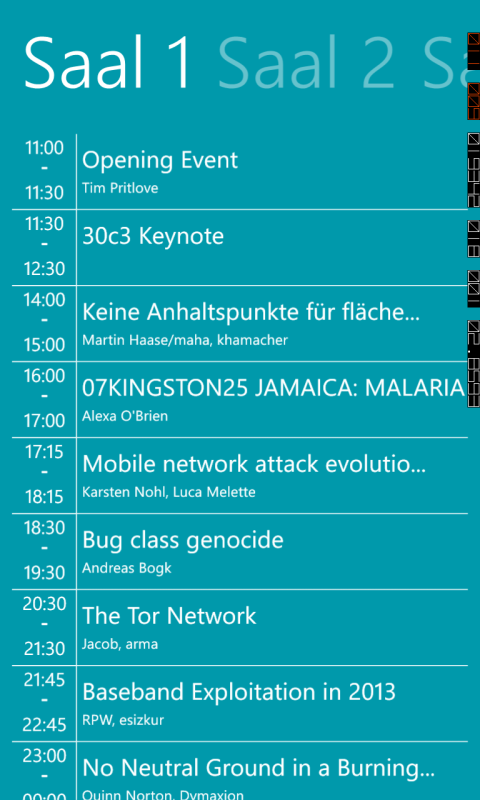 Saal 1 Saal 2 Sa
11:00 - 11:30
Opening Event
Tim Pritlove
11:30 - 12:30
30c3 Keynote
14:00 - 15:00
Keine Anhaltspunkte für fläche...
Martin Haase/maha, khamacher
16:00 - 17:00
07KINGSTON25 JAMAICA: MALARIA
Alexa O'Brien
17:15 - 18:15
Mobile network attack evolutio...
Karsten Nohl, Luca Melette
18:30 - 19:30
Bug class genocide
Andreas Bogk
20:30 - 21:30
The Tor Network
Jacob, arma
21:45 - 22:45
Baseband Exploitation in 2013
RPW, esizkur
23:00 - 00:00
No Neutral Ground in a Burning...
Quinn Norton, Dymaxion